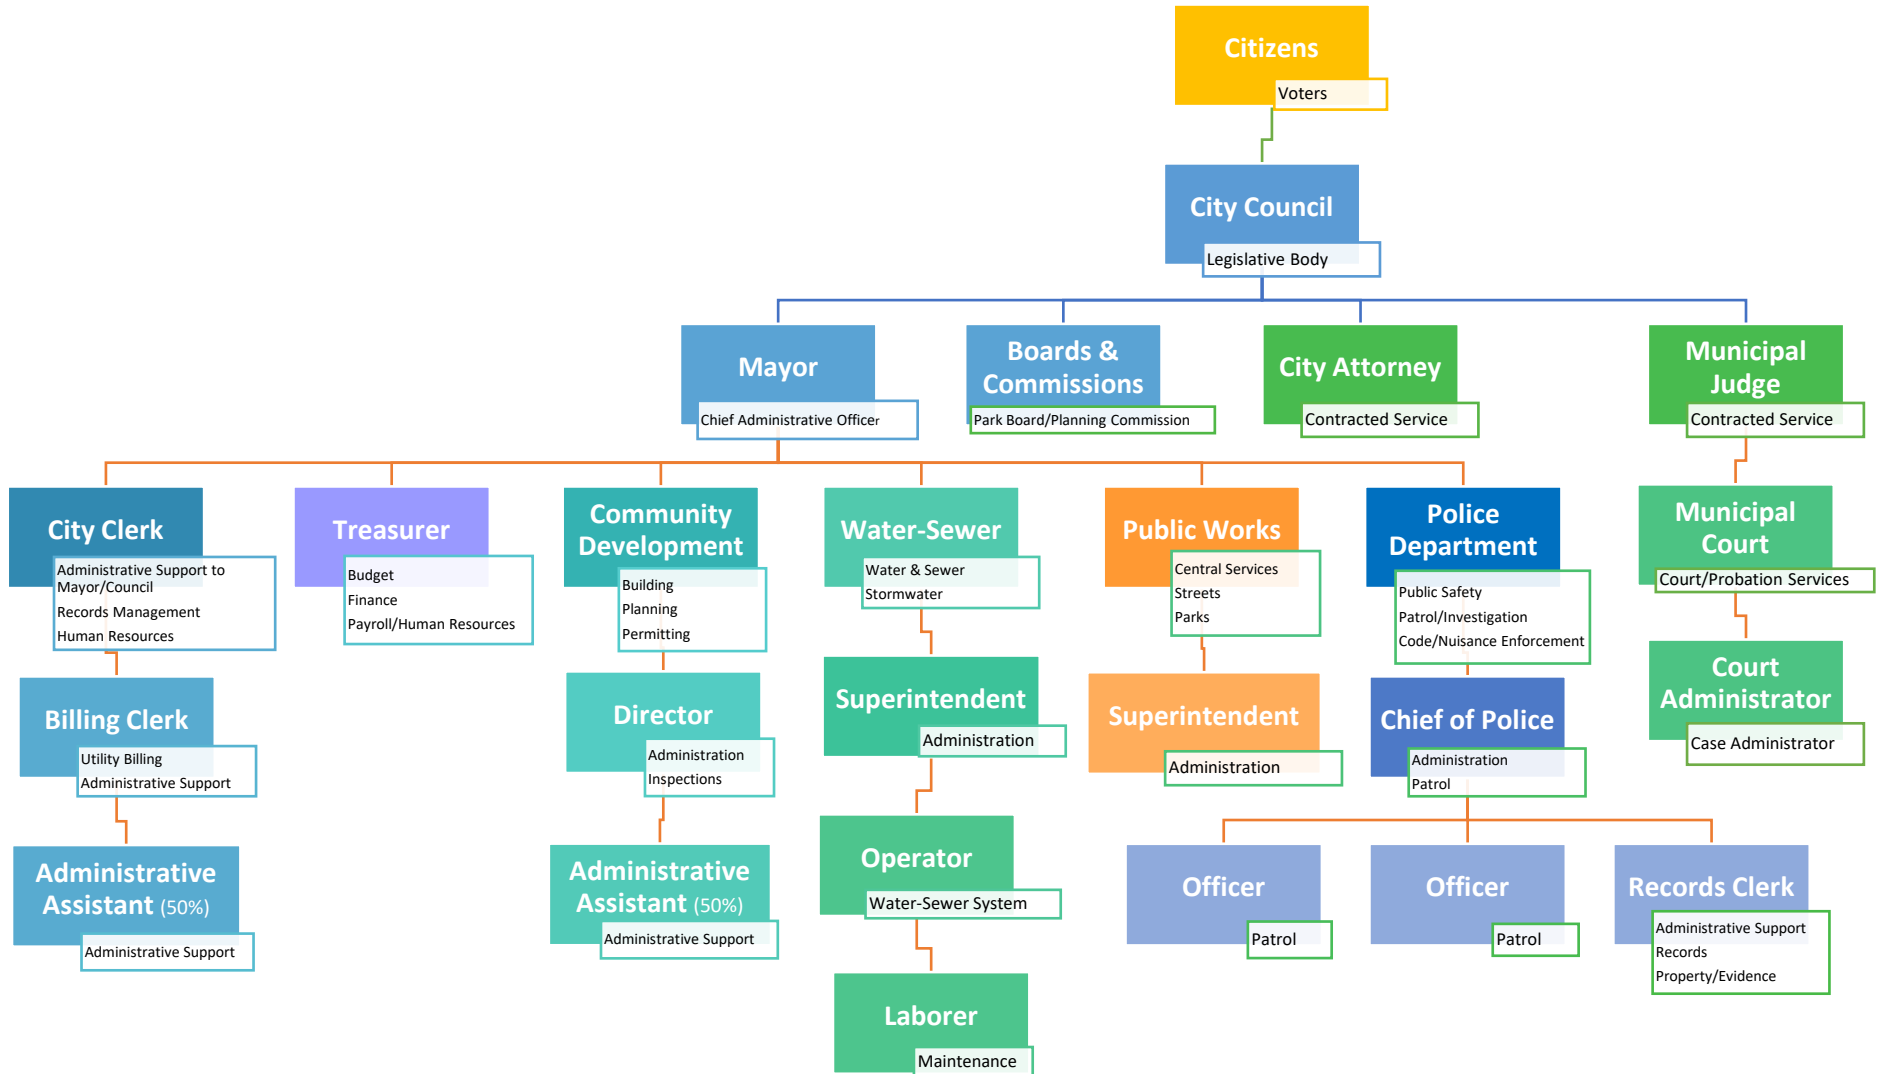 Citizens
Voters
City Council
Legislative Body
Mayor
Chief Administrative Officer
Boards &
Commissions
Park Board/Planning Commission
City Attorney
Contracted Service
Municipal
Judge
Contracted Service
City Clerk
Administrative Support to
Mayor/Council
Records Management
Human Resources
Treasurer
Budget
Finance
Payroll/Human Resources
Community
Development
Building
Planning
Permitting
Water-Sewer
Water & Sewer
Stormwater
Public Works
Central Services
Streets
Parks
Police
Department
Public Safety
Patrol/Investigation
Code/Nuisance Enforcement
Municipal
Court
Court/Probation Services
Billing Clerk
Utility Billing
Administrative Support
Director
Administration
Inspections
Superintendent
Administration
Superintendent
Administration
Chief of Police
Administration
Patrol
Court
Administrator
Case Administrator
Administrative
Assistant (50%)
Administrative Support
Administrative
Assistant (50%)
Administrative Support
Operator
Water-Sewer System
Officer
Patrol
Officer
Patrol
Records Clerk
Administrative Support
Records
Property/Evidence
Laborer
Maintenance